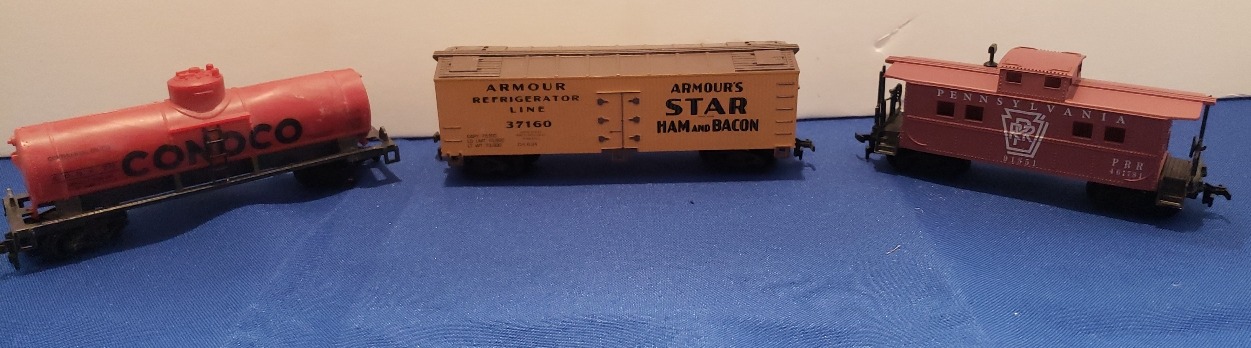 CONOCO
ARMOUR
REFRIGERATOR
LINE
37160
ARMOUR'S
STAR
HAM AND BACON
PENNSYLVANIA
PRR
91551
PRR